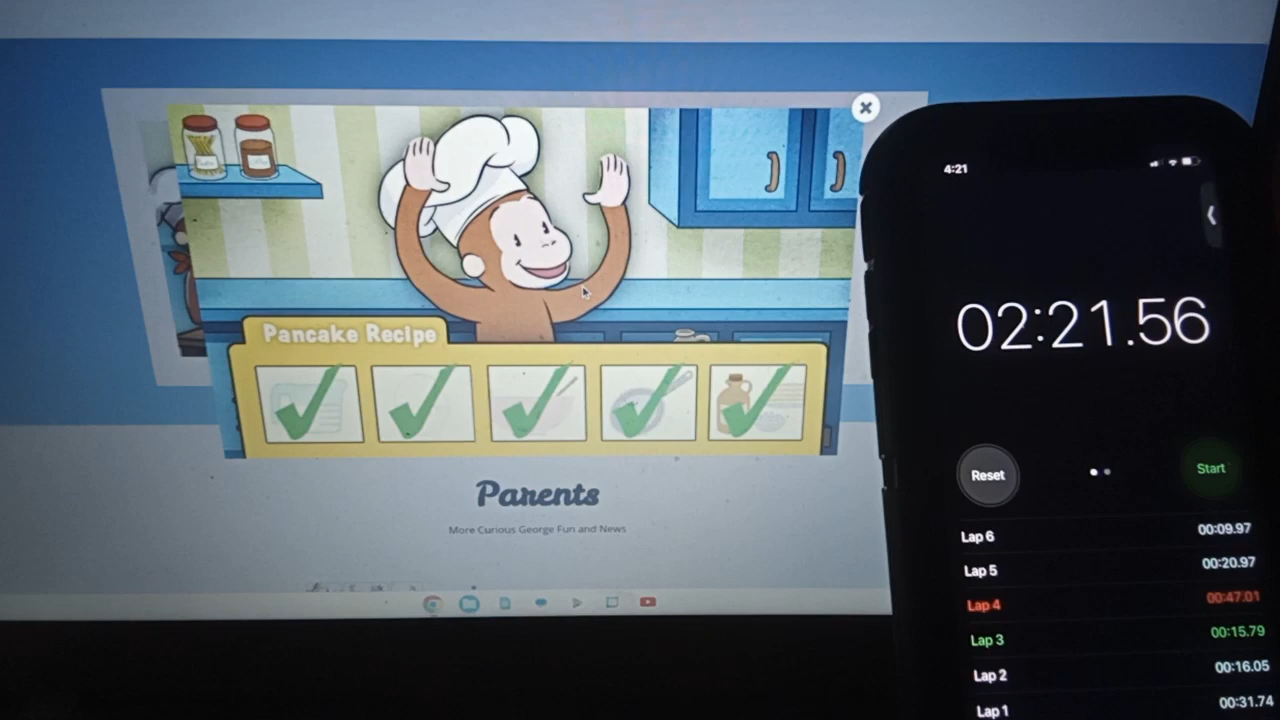 Pancake Recipe
Parents
More Curious George Fun and News
4:21
02:21.56
Reset
Start
Lap 6 00:09.97
Lap 5 00:20.97
Lap 4 00:47.01
Lap 3 00:15.79
Lap 2 00:16.05
Lap 1 00:31.74